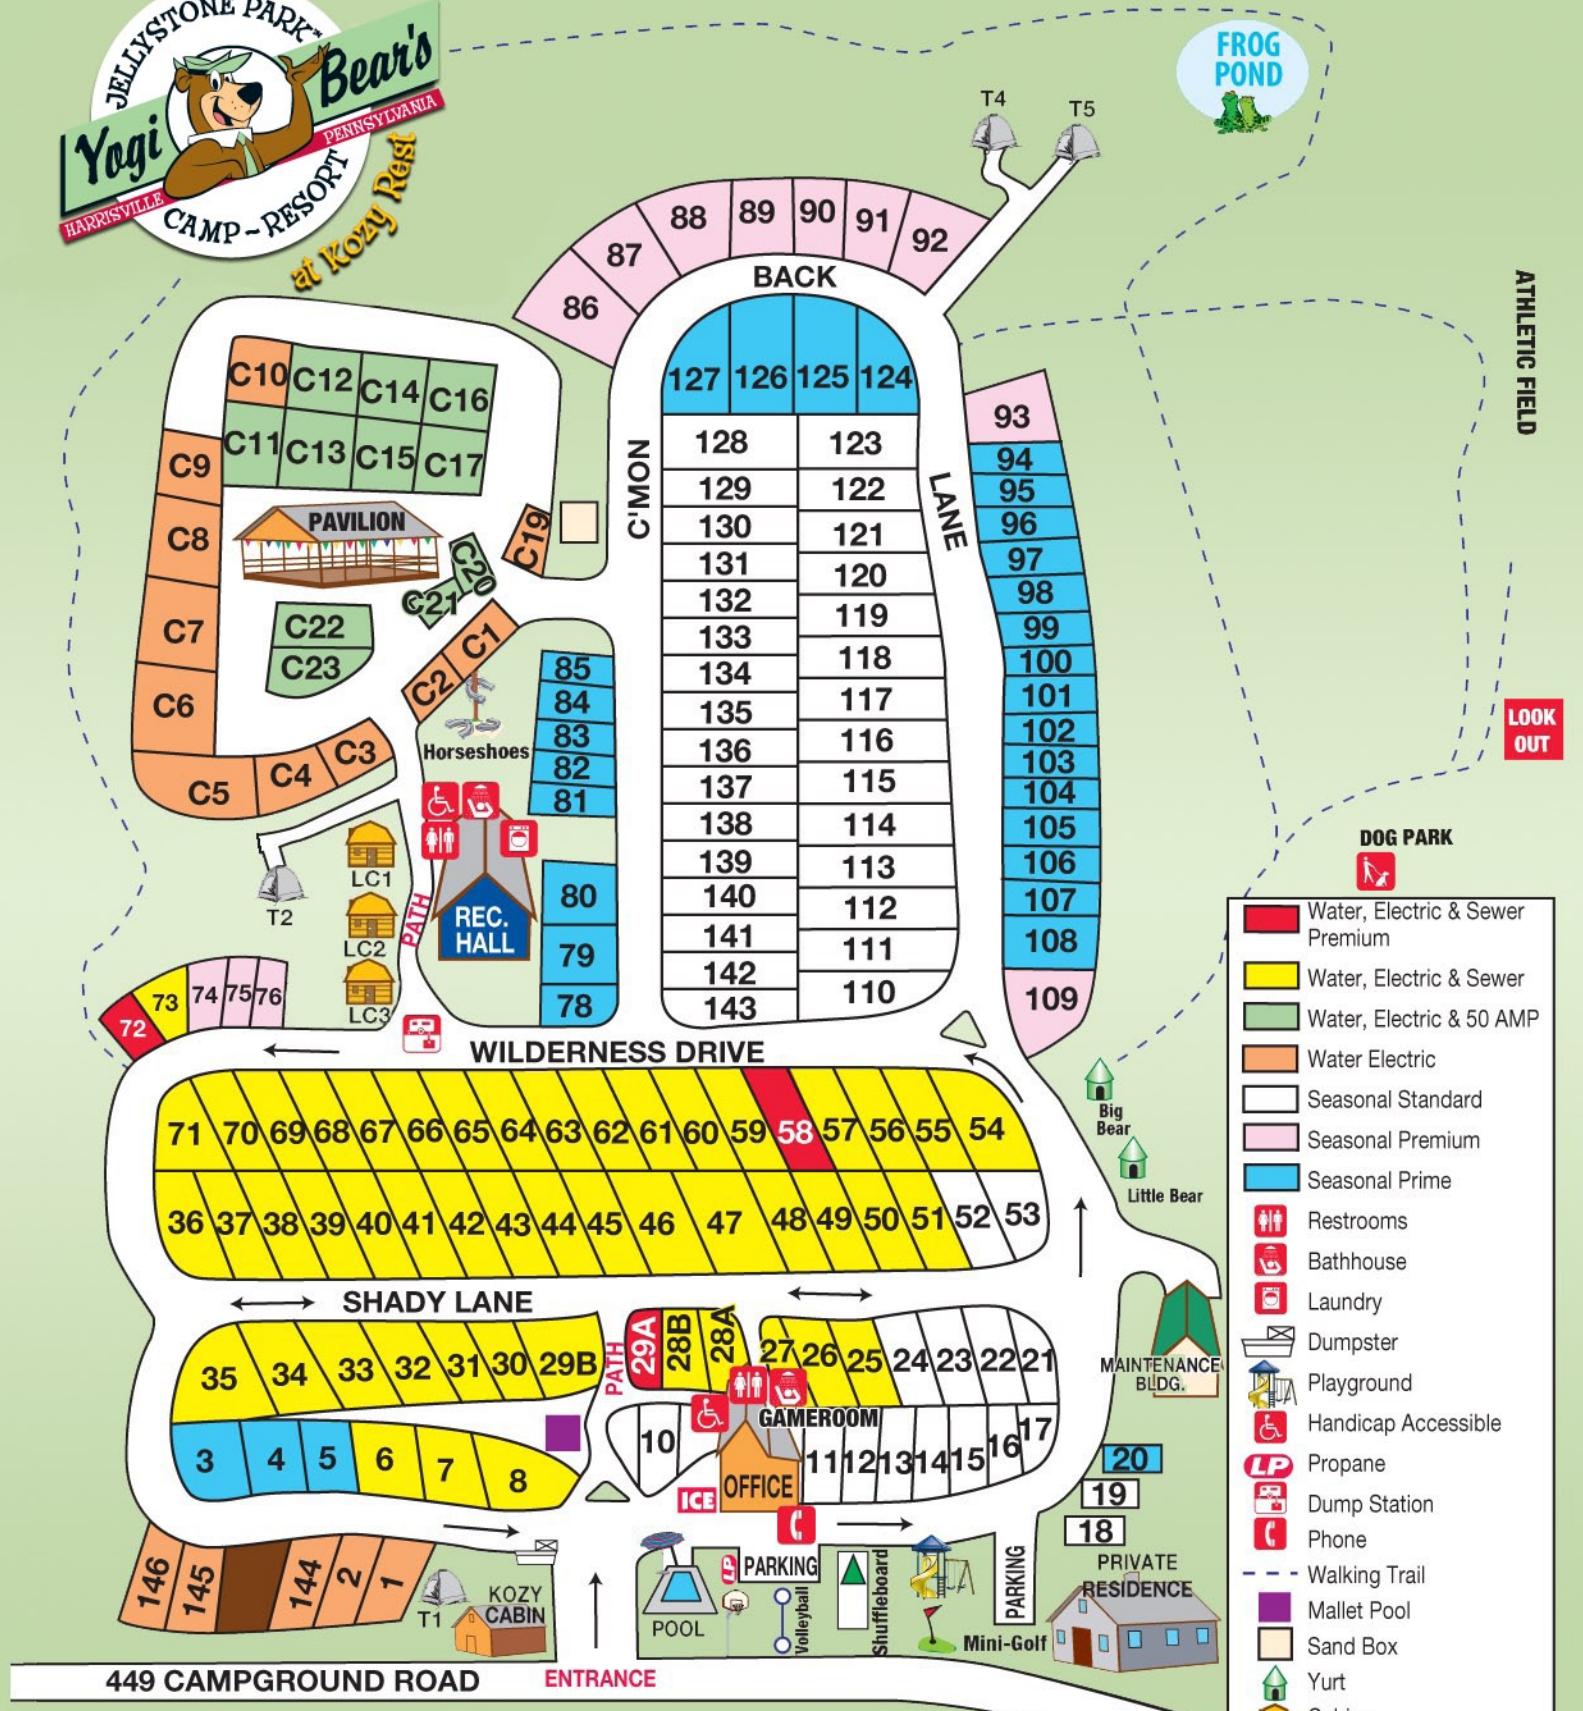 JELLYSTONE PARK™
Yogi Bear's
HARRISVILLE PENNSYLVANIA
CAMP~RESORT
at Kozy Rest
FROG
POND
T4
T5
86
87
88
89
90
91
92
BACK
C'MON
LANE
ATHLETIC FIELD
127
126
125
124
C10
C12
C14
C16
C11
C13
C15
C17
C9
C8
C7
C6
C5
C4
C3
PAVILION
C19
C20
C21
C22
C23
C1
C2
Horseshoes
128
129
130
131
132
133
134
135
136
137
138
139
140
141
142
143
123
122
121
120
119
118
117
116
115
114
113
112
111
110
93
94
95
96
97
98
99
100
101
102
103
104
105
106
107
108
109
85
84
83
82
81
80
79
78
LOOK
OUT
DOG PARK
T2
LC1
LC2
LC3
PATH
REC.
HALL
72
73
74
75
76
WILDERNESS DRIVE
Big
Bear
Little Bear
71
70
69
68
67
66
65
64
63
62
61
60
59
58
57
56
55
54
36
37
38
39
40
41
42
43
44
45
46
47
48
49
50
51
52
53
SHADY LANE
35
34
33
32
31
30
29B
PATH
29A
28B
28A
27
26
25
24
23
22
21
MAINTENANCE
BLDG.
3
4
5
6
7
8
10
GAMEROOM
OFFICE
ICE
11
12
13
14
15
16
17
20
19
18
146
145
144
2
1
T1
KOZY
CABIN
POOL
LP
PARKING
Volleyball
Shuffleboard
Mini-Golf
PARKING
PRIVATE
RESIDENCE
449 CAMPGROUND ROAD
ENTRANCE
Water, Electric & Sewer
Premium
Water, Electric & Sewer
Water, Electric & 50 AMP
Water Electric
Seasonal Standard
Seasonal Premium
Seasonal Prime
Restrooms
Bathhouse
Laundry
Dumpster
Playground
Handicap Accessible
LP Propane
Dump Station
Phone
Walking Trail
Mallet Pool
Sand Box
Yurt